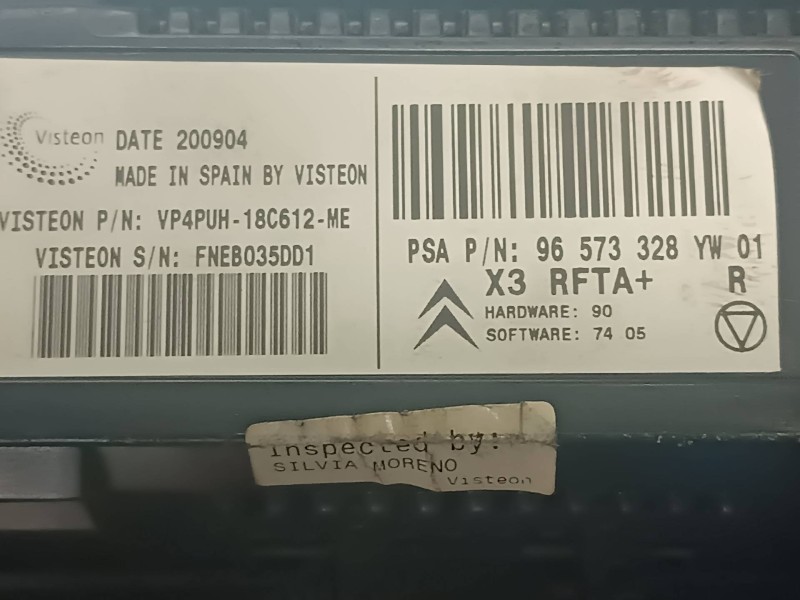 Visteon
DATE 200904
MADE IN SPAIN BY VISTEON
VISTEON P/N: VP4PUH-18C612-ME
VISTEON S/N: FNEB035DD1
PSA P/N: 96 573 328 YW 01
X3 RFTA+ R
HARDWARE: 90
SOFTWARE: 74 05
Inspected by:
SILVIA MORENO
Visteon